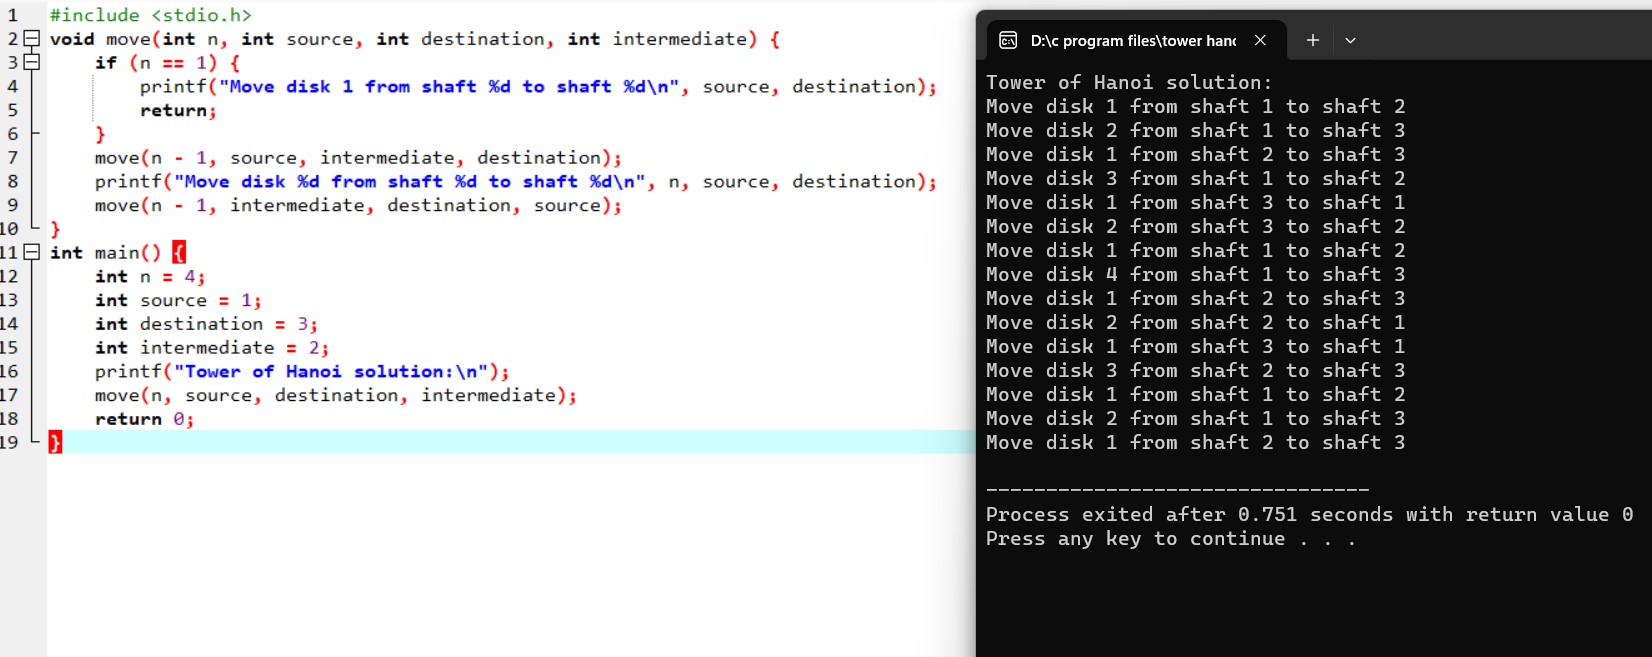 1 #include <stdio.h>
2 void move(int n, int source, int destination, int intermediate) {
3     if (n == 1) {
4         printf("Move disk 1 from shaft %d to shaft %d\n", source, destination);
5         return;
6     }
7     move(n - 1, source, intermediate, destination);
8     printf("Move disk %d from shaft %d to shaft %d\n", n, source, destination);
9     move(n - 1, intermediate, destination, source);
10 }
11 int main() {
12     int n = 4;
13     int source = 1;
14     int destination = 3;
15     int intermediate = 2;
16     printf("Tower of Hanoi solution:\n");
17     move(n, source, destination, intermediate);
18     return 0;
19 }
D:\c program files\tower hanc
Tower of Hanoi solution:
Move disk 1 from shaft 1 to shaft 2
Move disk 2 from shaft 1 to shaft 3
Move disk 1 from shaft 2 to shaft 3
Move disk 3 from shaft 1 to shaft 2
Move disk 1 from shaft 3 to shaft 1
Move disk 2 from shaft 3 to shaft 2
Move disk 1 from shaft 1 to shaft 2
Move disk 4 from shaft 1 to shaft 3
Move disk 1 from shaft 2 to shaft 3
Move disk 2 from shaft 2 to shaft 1
Move disk 1 from shaft 3 to shaft 1
Move disk 3 from shaft 2 to shaft 3
Move disk 1 from shaft 1 to shaft 2
Move disk 2 from shaft 1 to shaft 3
Move disk 1 from shaft 2 to shaft 3
--------------------------------
Process exited after 0.751 seconds with return value 0
Press any key to continue . . .